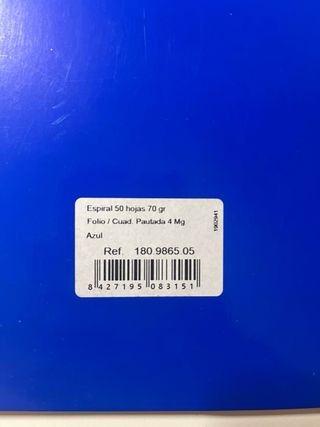 Espiral 50 hojas 70 gr
Folio / Cuad. Pautada 4 Mg
Azul
Ref. 180.9865.05
8 427195 083151
1902941